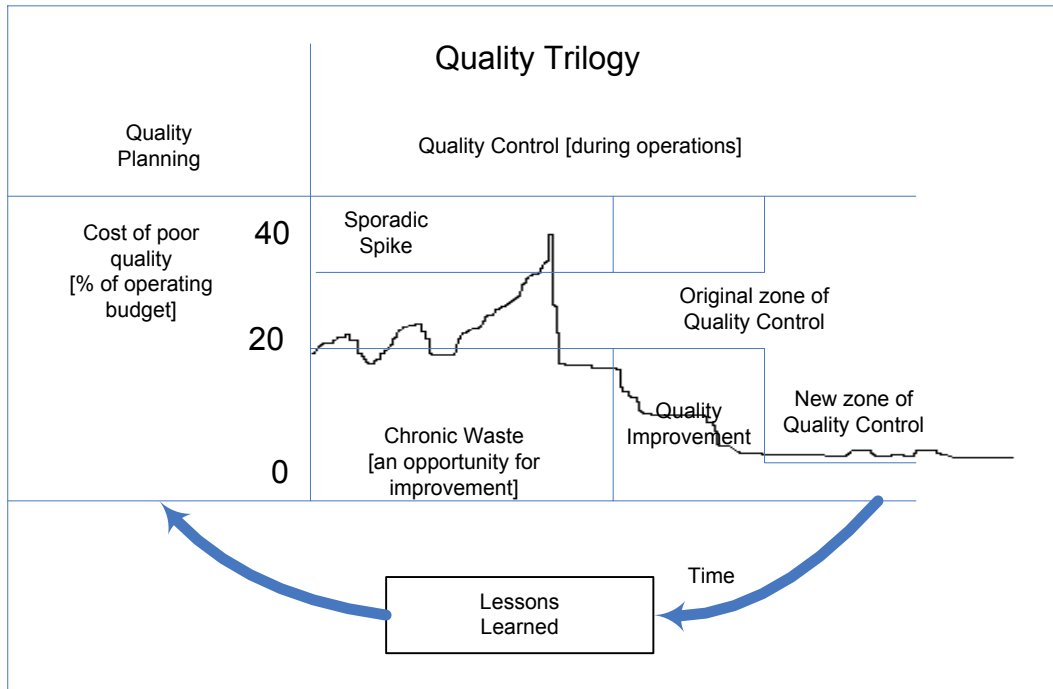 Quality Trilogy
Quality
Planning
Quality Control [during operations]
Cost of poor
quality
[% of operating
budget]
40
20
0
Sporadic
Spike
Original zone of
Quality Control
Chronic Waste
[an opportunity for
improvement]
Quality
Improvement
New zone of
Quality Control
Time
Lessons
Learned